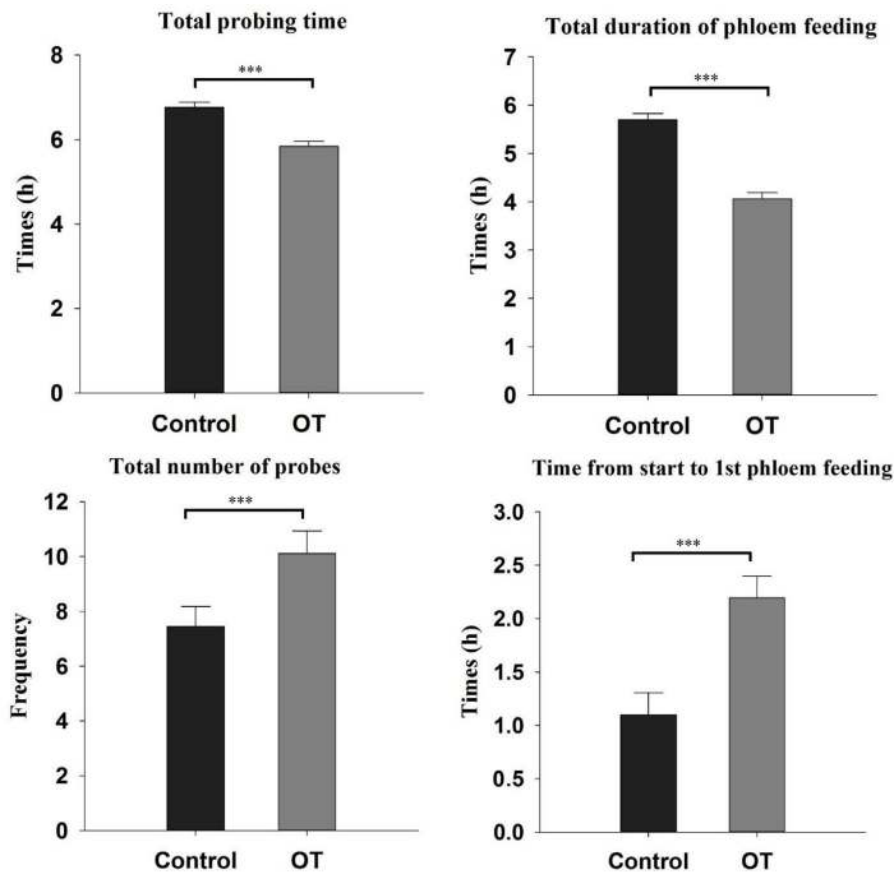 Total probing time
***
8
6
4
2
0
Times (h)
Control OT
Total duration of phloem feeding
***
7
6
5
4
3
2
1
0
Times (h)
Control OT
Total number of probes
***
12
10
8
6
4
2
0
Frequency
Control OT
Time from start to 1st phloem feeding
***
3.0
2.5
2.0
1.5
1.0
0.5
0.0
Times (h)
Control OT